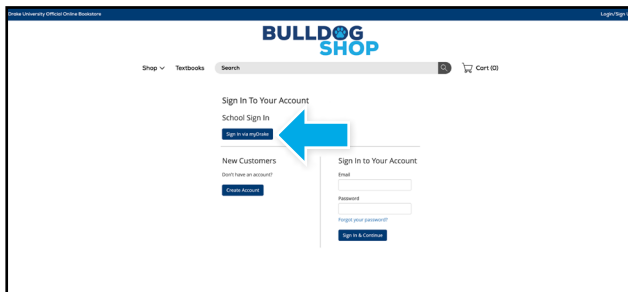 Drake University Official Online Bookstore
Login/Sign U
BULLDOG
SHOP
Shop
Textbooks
Search
Cart (0)
Sign In To Your Account
School Sign In
Sign In via myDrake
New Customers
Don't have an account?
Create Account
Sign In to Your Account
Email
Password
Forgot your password?
Sign In & Continue